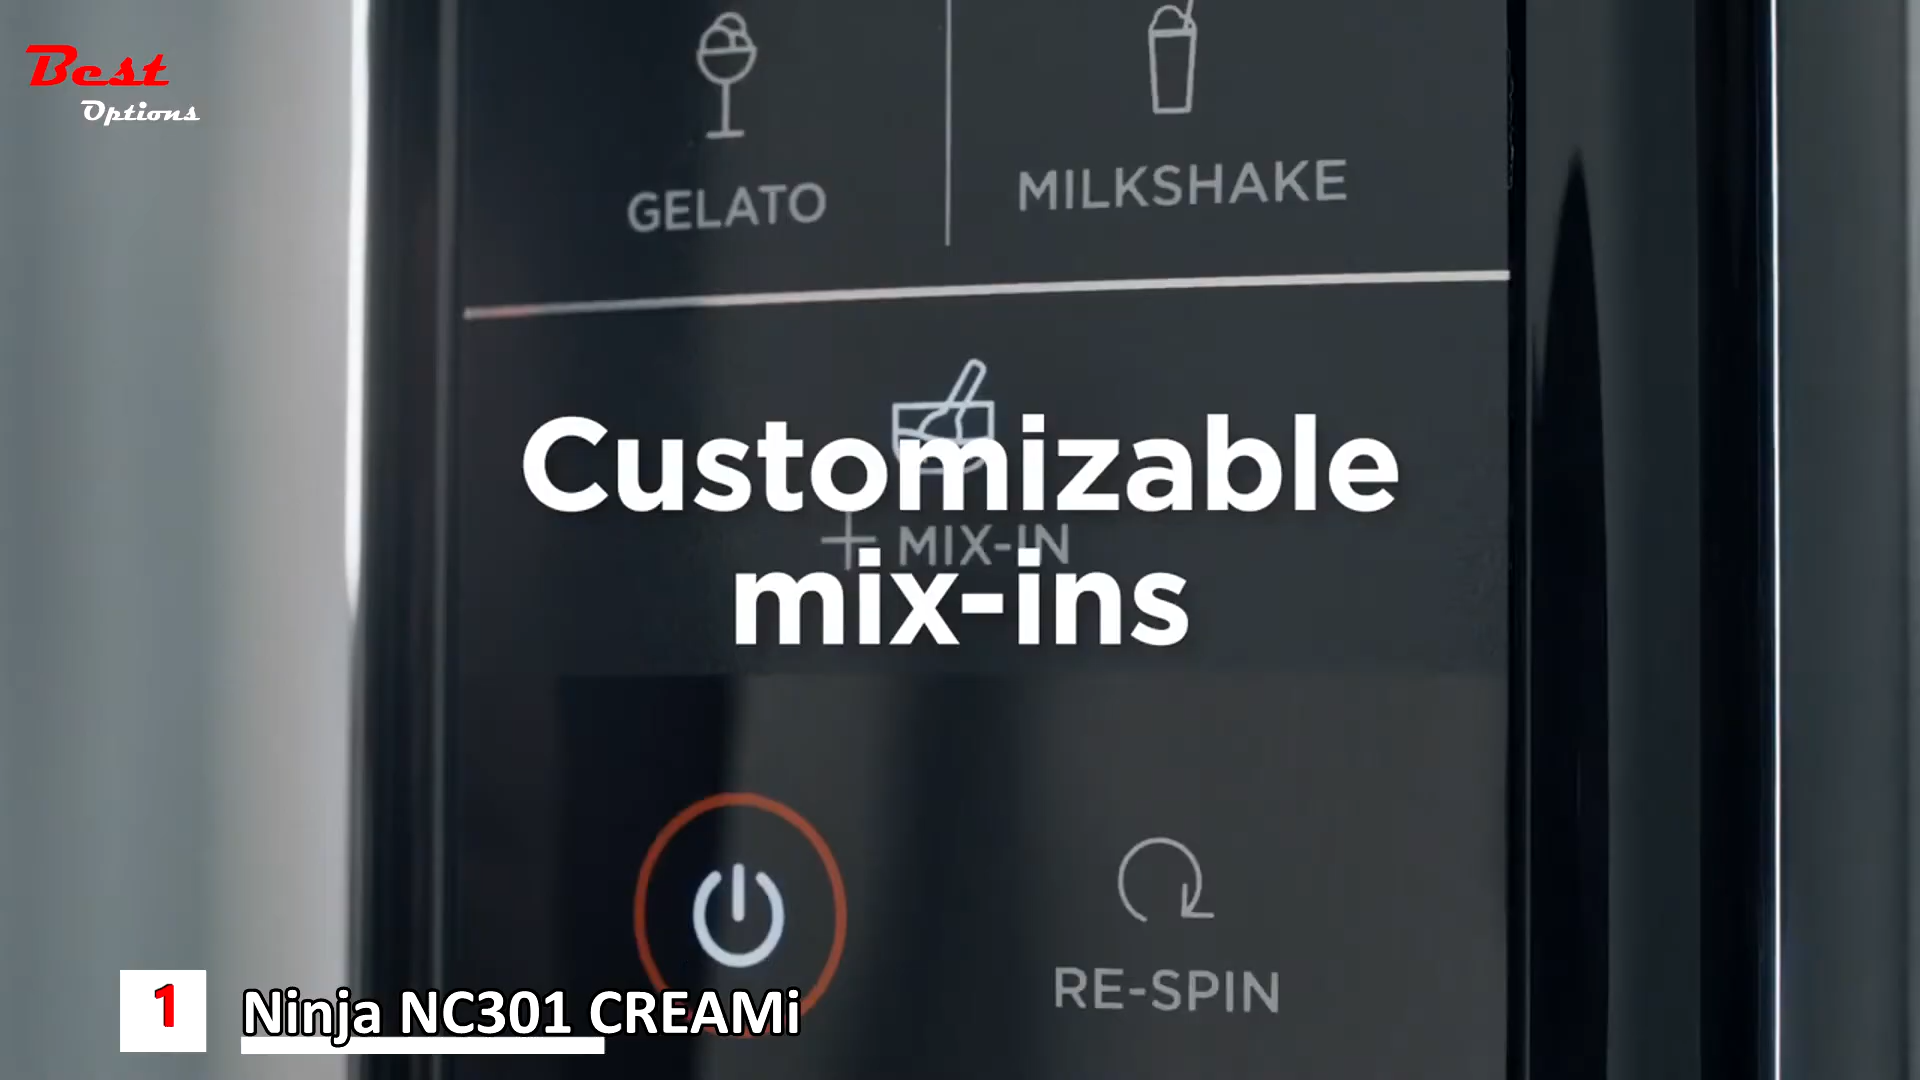 Best
Options
GELATO
MILKSHAKE
Customizable
+ MIX-IN
mix-ins
RE-SPIN
1
Ninja NC301 CREAMi